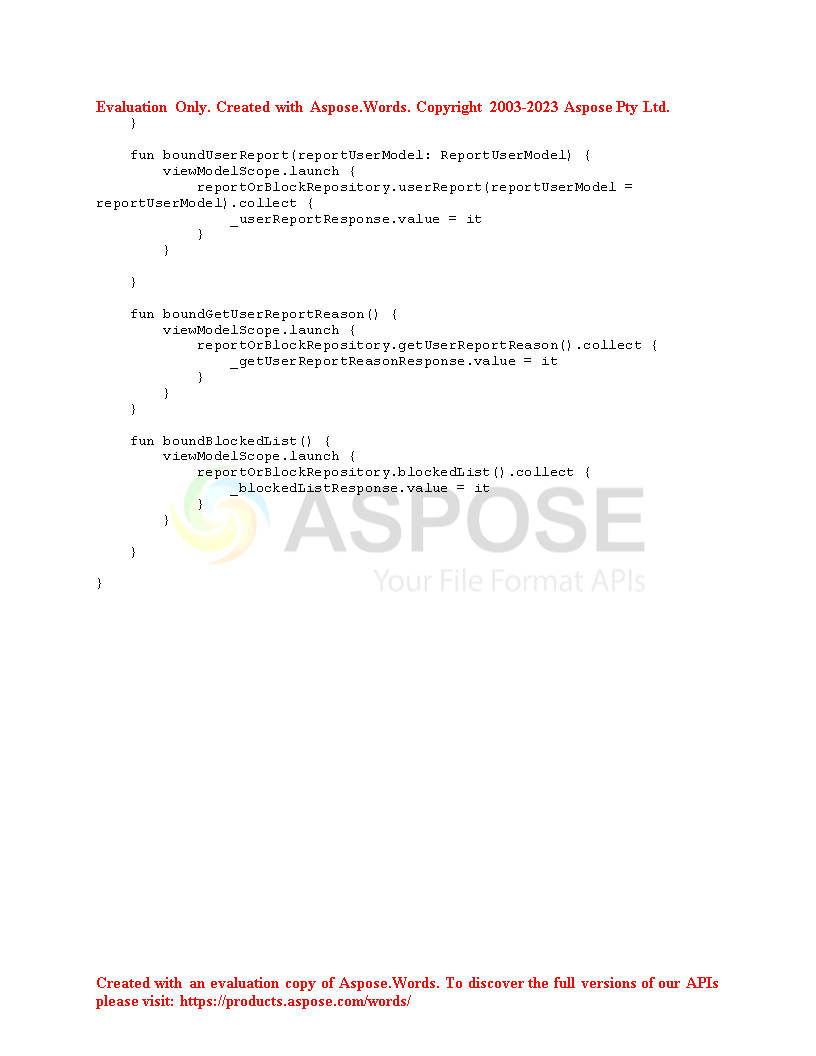 Evaluation Only. Created with Aspose.Words. Copyright 2003-2023 Aspose Pty Ltd.
    }

    fun boundUserReport(reportUserModel: ReportUserModel) {
        viewModelScope.launch {
            reportOrBlockRepository.userReport(reportUserModel =
reportUserModel).collect {
                _userReportResponse.value = it
            }
        }

    }

    fun boundGetUserReportReason() {
        viewModelScope.launch {
            reportOrBlockRepository.getUserReportReason().collect {
                _getUserReportReasonResponse.value = it
            }
        }
    }

    fun boundBlockedList() {
        viewModelScope.launch {
            reportOrBlockRepository.blockedList().collect {
                _blockedListResponse.value = it
            }
        }
ASPOSE

    }
Your File Format APIs

}
Created with an evaluation copy of Aspose.Words. To discover the full versions of our APIs
please visit: https://products.aspose.com/words/